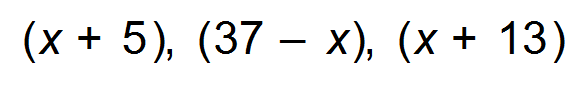 (x + 5), (37 – x), (x + 13)